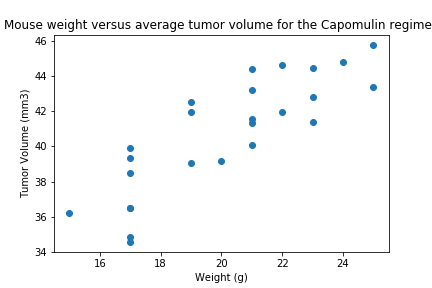 Mouse weight versus average tumor volume for the Capomulin regime
46
44
42
40
38
36
34
Tumor Volume (mm3)
16 18 20 22 24
Weight (g)